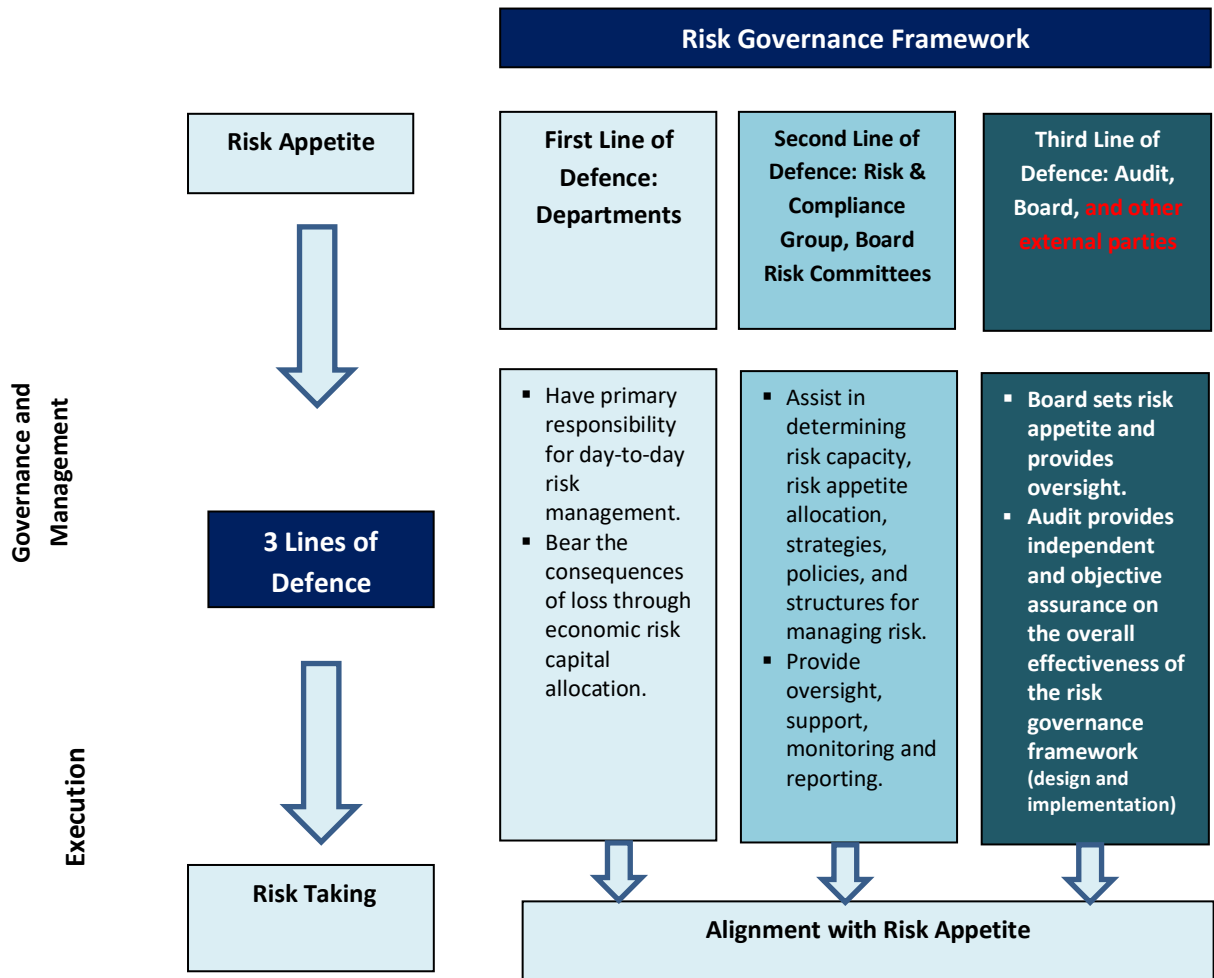 Risk Governance Framework
Risk Appetite
First Line of
Defence:
Departments
Second Line of
Defence: Risk &
Compliance
Group, Board
Risk Committees
Third Line of
Defence: Audit,
Board, and other
external parties
Governance and
Management
3 Lines of
Defence
▪ Have primary
responsibility
for day-to-day
risk
management.
▪ Bear the
consequences
of loss through
economic risk
capital
allocation.
▪ Assist in
determining
risk capacity,
risk appetite
allocation,
strategies,
policies, and
structures for
managing risk.
▪ Provide
oversight,
support,
monitoring and
reporting.
▪ Board sets risk
appetite and
provides
oversight.
▪ Audit provides
independent
and objective
assurance on
the overall
effectiveness of
the risk
governance
framework
(design and
implementation)
Execution
Risk Taking
Alignment with Risk Appetite